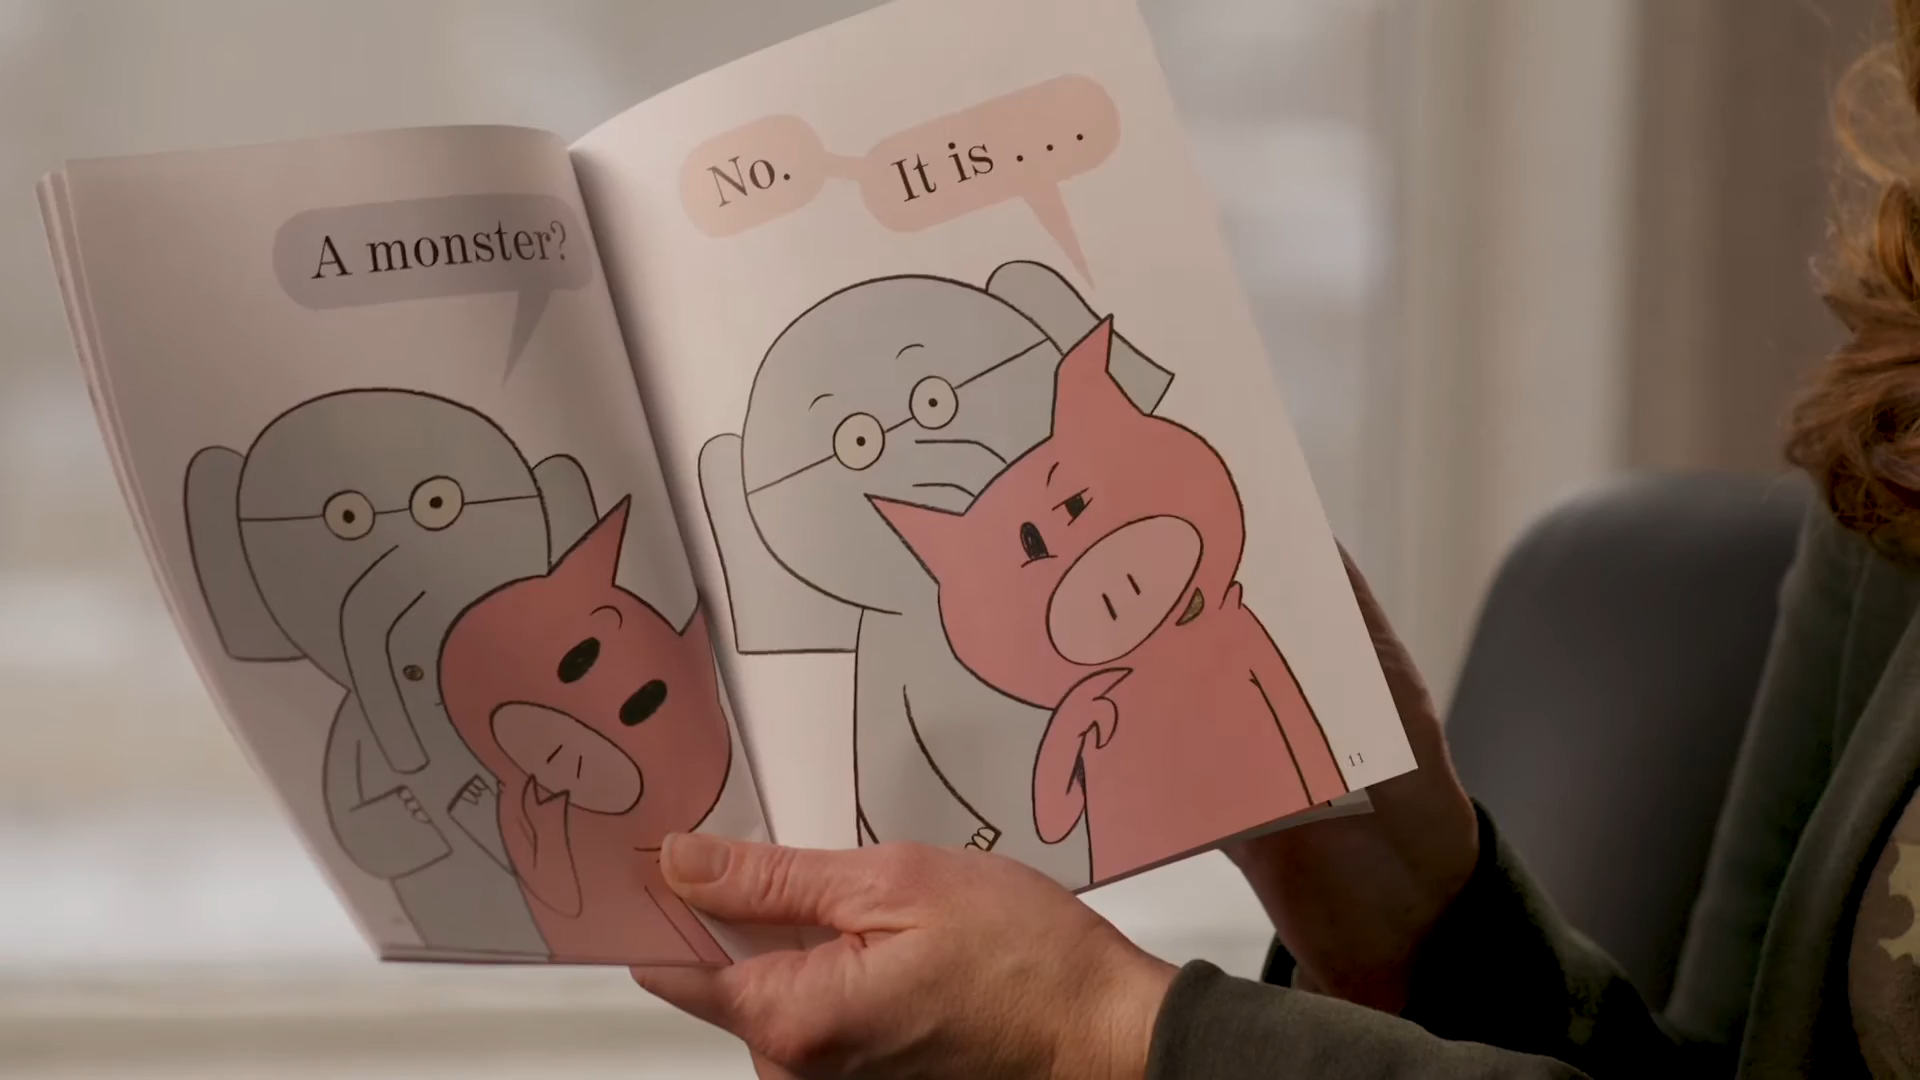 A monster?
No.
It is . . .
11